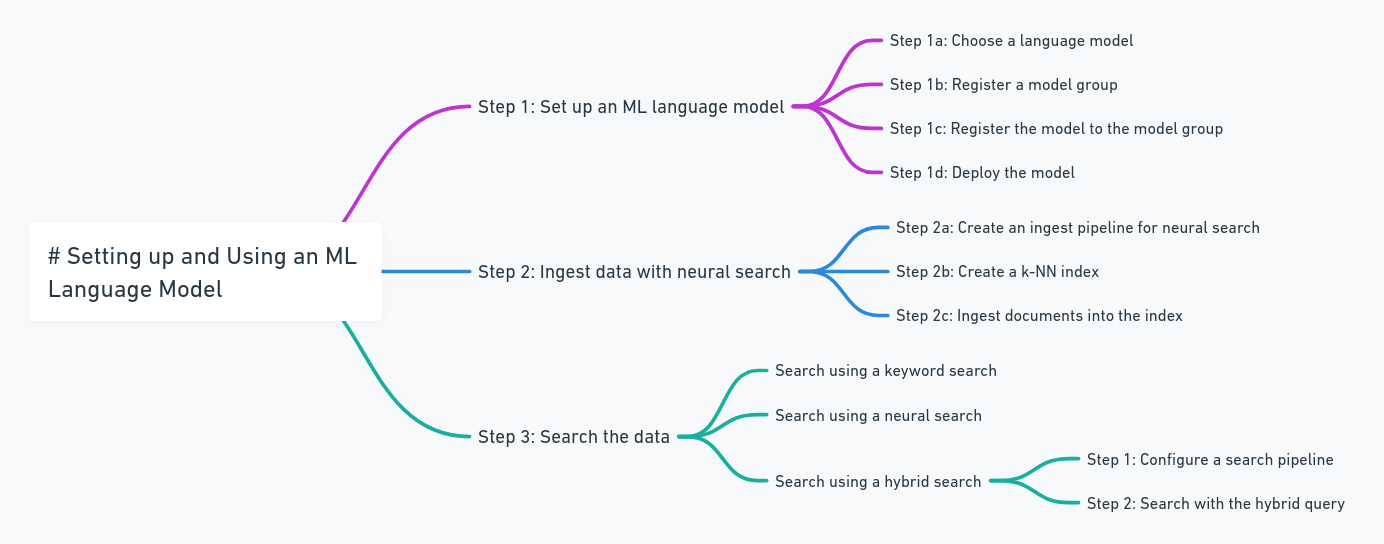 # Setting up and Using an ML
Language Model
Step 1: Set up an ML language model
Step 1a: Choose a language model
Step 1b: Register a model group
Step 1c: Register the model to the model group
Step 1d: Deploy the model
Step 2: Ingest data with neural search
Step 2a: Create an ingest pipeline for neural search
Step 2b: Create a k-NN index
Step 2c: Ingest documents into the index
Step 3: Search the data
Search using a keyword search
Search using a neural search
Search using a hybrid search
Step 1: Configure a search pipeline
Step 2: Search with the hybrid query